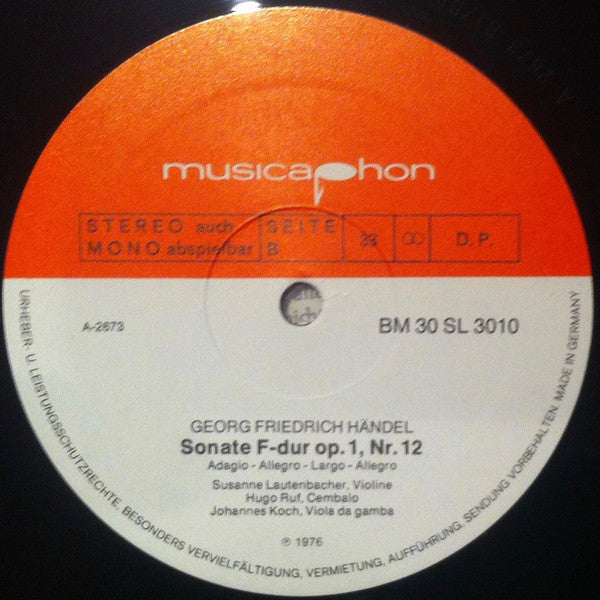 musicaphon
STEREO auch
MONO abspielbar
SEITE
B
33
OO
D. P.
A-2673
BM 30 SL 3010
GEORG FRIEDRICH HÄNDEL
Sonate F-dur op. 1, Nr. 12
Adagio - Allegro - Largo - Allegro
Susanne Lautenbacher, Violine
Hugo Ruf, Cembalo
Johannes Koch, Viola da gamba
℗ 1976
URHEBER- U. LEISTUNGSSCHUTZRECHTE, BESONDERS VERVIELFÄLTIGUNG, VERMIETUNG, AUFFÜHRUNG, SENDUNG VORBEHALTEN. MADE IN GERMANY